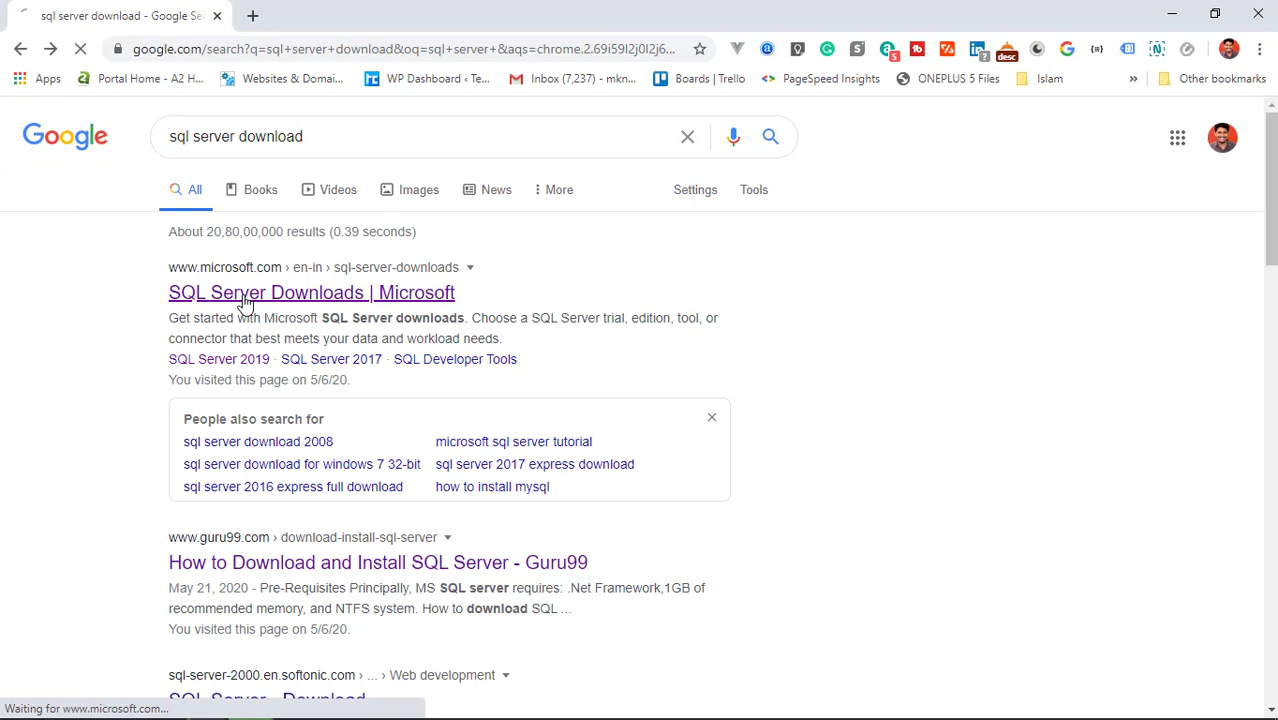 sql server download - Google Se
google.com/search?q=sql+server+download&oq=sql+server+&aqs=chrome.2.69i59l2j0l2j6...
5
?
desc
Apps
Portal Home - A2 H...
Websites & Domai...
WP Dashboard ‹ Te...
Inbox (7,237) - mkn...
Boards | Trello
PageSpeed Insights
ONEPLUS 5 Files
Islam
»
Other bookmarks
Google
sql server download
All
Books
Videos
Images
News
More
Settings
Tools
About 20,80,00,000 results (0.39 seconds)
www.microsoft.com › en-in › sql-server-downloads
SQL Server Downloads | Microsoft
Get started with Microsoft SQL Server downloads. Choose a SQL Server trial, edition, tool, or
connector that best meets your data and workload needs.
SQL Server 2019 · SQL Server 2017 · SQL Developer Tools
You visited this page on 5/6/20.
People also search for
sql server download 2008
microsoft sql server tutorial
sql server download for windows 7 32-bit
sql server 2017 express download
sql server 2016 express full download
how to install mysql
www.guru99.com › download-install-sql-server
How to Download and Install SQL Server - Guru99
May 21, 2020 - Pre-Requisites Principally, MS SQL server requires: .Net Framework,1GB of
recommended memory, and NTFS system. How to download SQL ...
You visited this page on 5/6/20.
sql-server-2000.en.softonic.com › ... › Web development
SQL Server - Download
Waiting for www.microsoft.com...